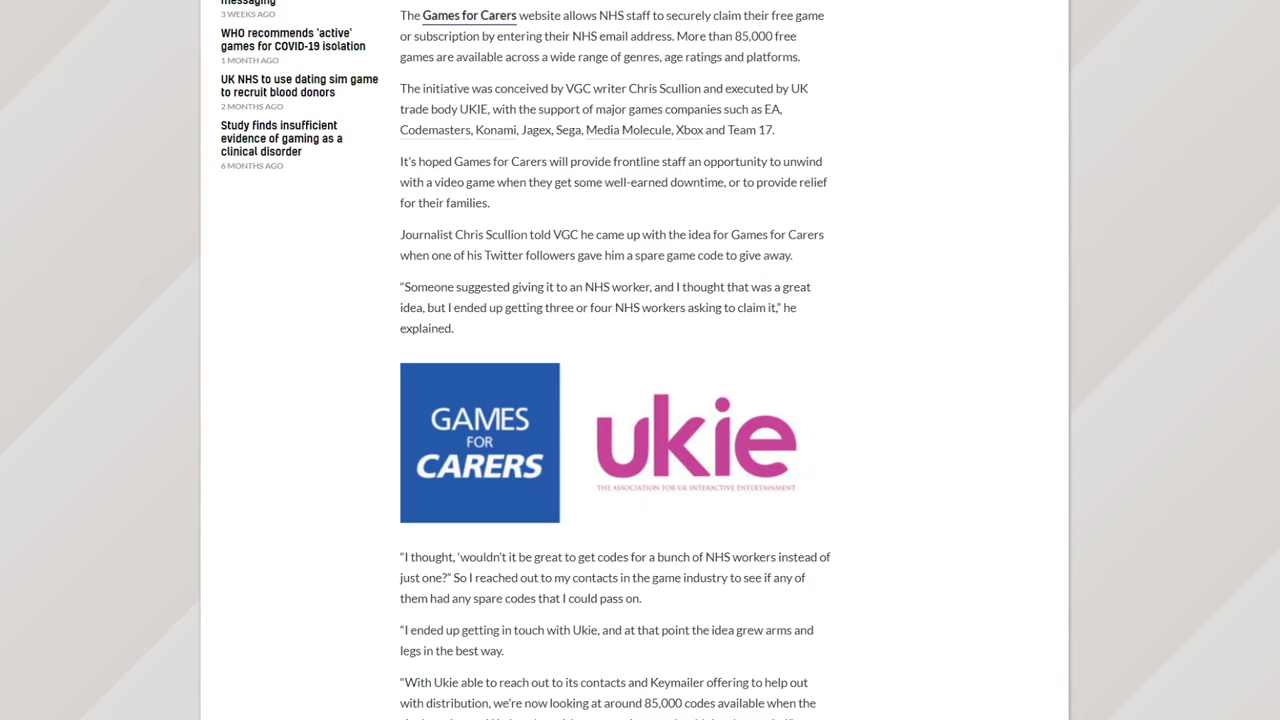 messaging
3 WEEKS AGO
WHO recommends 'active'
games for COVID-19 isolation
1 MONTH AGO
UK NHS to use dating sim game
to recruit blood donors
2 MONTHS AGO
Study finds insufficient
evidence of gaming as a
clinical disorder
6 MONTHS AGO
The Games for Carers website allows NHS staff to securely claim their free game
or subscription by entering their NHS email address. More than 85,000 free
games are available across a wide range of genres, age ratings and platforms.
The initiative was conceived by VGC writer Chris Scullion and executed by UK
trade body UKIE, with the support of major games companies such as EA,
Codemasters, Konami, Jagex, Sega, Media Molecule, Xbox and Team 17.
It's hoped Games for Carers will provide frontline staff an opportunity to unwind
with a video game when they get some well-earned downtime, or to provide relief
for their families.
Journalist Chris Scullion told VGC he came up with the idea for Games for Carers
when one of his Twitter followers gave him a spare game code to give away.
“Someone suggested giving it to an NHS worker, and I thought that was a great
idea, but I ended up getting three or four NHS workers asking to claim it,” he
explained.
GAMES
FOR
CARERS
ukie
THE ASSOCIATION FOR UK INTERACTIVE ENTERTAINMENT
“I thought, ‘wouldn't it be great to get codes for a bunch of NHS workers instead of
just one?” So I reached out to my contacts in the game industry to see if any of
them had any spare codes that I could pass on.
“I ended up getting in touch with Ukie, and at that point the idea grew arms and
legs in the best way.
“With Ukie able to reach out to its contacts and Keymailer offering to help out
with distribution, we're now looking at around 85,000 codes available when the